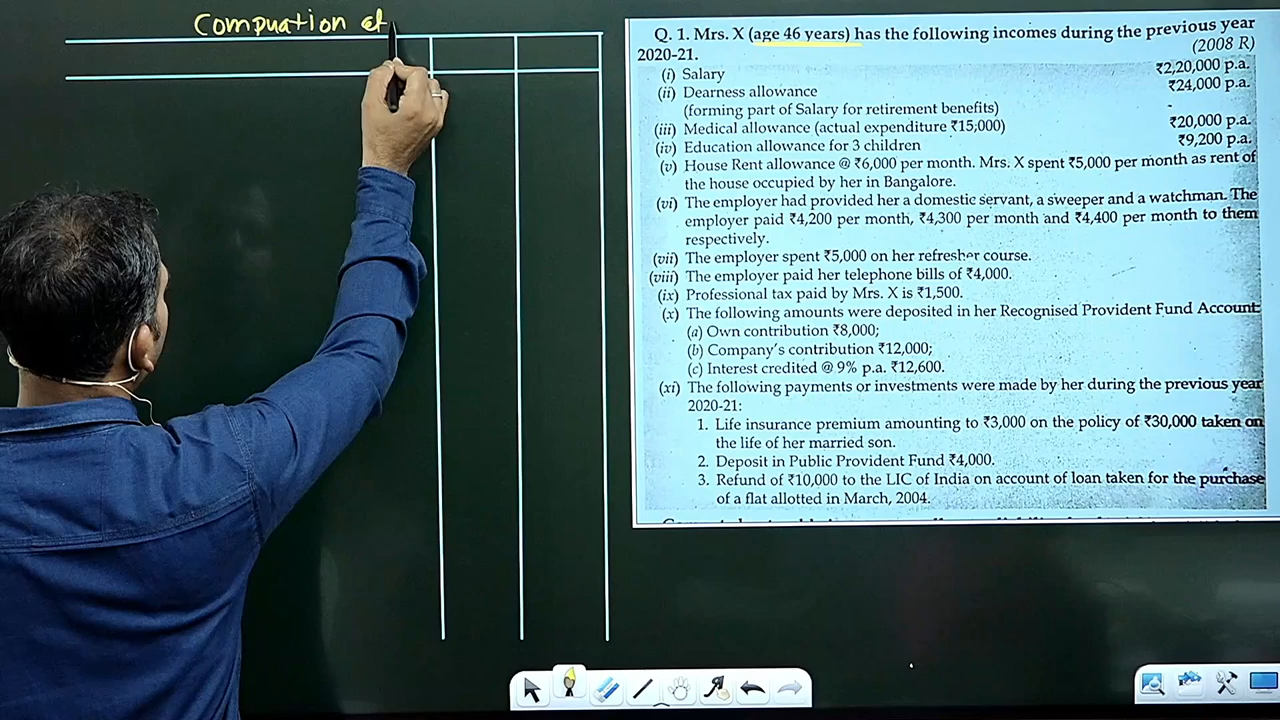 Compuation of
Q. 1. Mrs. X (age 46 years) has the following incomes during the previous year
2020-21. (2008 R)
(i) Salary ₹2,20,000 p.a.
(ii) Dearness allowance ₹24,000 p.a.
(forming part of Salary for retirement benefits) -
(iii) Medical allowance (actual expenditure ₹15,000) ₹20,000 p.a.
(iv) Education allowance for 3 children ₹9,200 p.a.
(v) House Rent allowance @ ₹6,000 per month. Mrs. X spent ₹5,000 per month as rent of
the house occupied by her in Bangalore.
(vi) The employer had provided her a domestic servant, a sweeper and a watchman. The
employer paid ₹4,200 per month, ₹4,300 per month and ₹4,400 per month to them
respectively.
(vii) The employer spent ₹5,000 on her refresher course.
(viii) The employer paid her telephone bills of ₹4,000.
(ix) Professional tax paid by Mrs. X is ₹1,500.
(x) The following amounts were deposited in her Recognised Provident Fund Account:
(a) Own contribution ₹8,000;
(b) Company's contribution ₹12,000;
(c) Interest credited @ 9% p.a. ₹12,600.
(xi) The following payments or investments were made by her during the previous year
2020-21:
1. Life insurance premium amounting to ₹3,000 on the policy of ₹30,000 taken on
the life of her married son.
2. Deposit in Public Provident Fund ₹4,000.
3. Refund of ₹10,000 to the LIC of India on account of loan taken for the purchase
of a flat allotted in March, 2004.